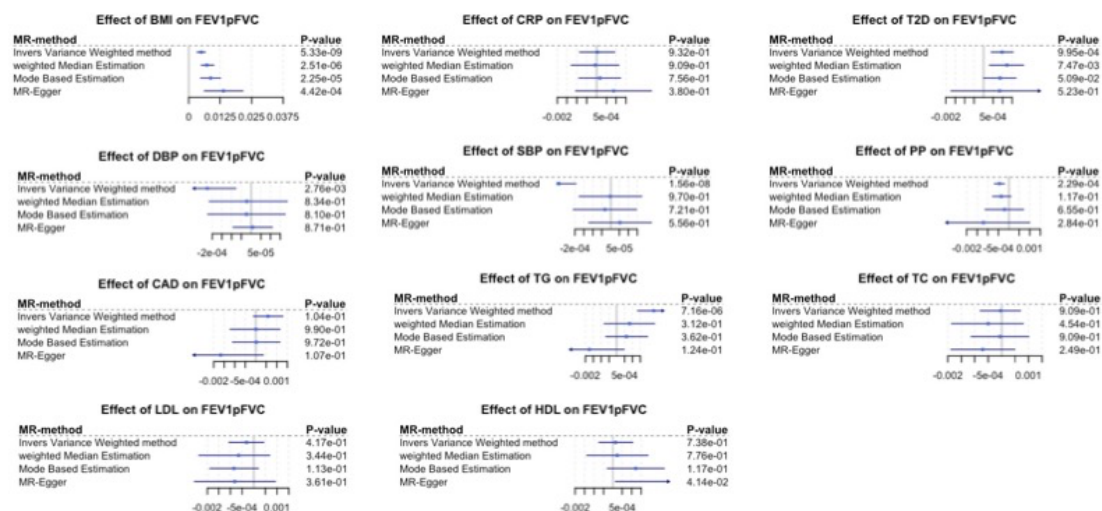 Effect of BMI on FEV1pFVC
MR-method P-value
Invers Variance Weighted method 5.33e-09
weighted Median Estimation 2.51e-06
Mode Based Estimation 2.25e-05
MR-Egger 4.42e-04
0 0.0125 0.025 0.0375
Effect of CRP on FEV1pFVC
MR-method P-value
Invers Variance Weighted method 9.32e-01
weighted Median Estimation 9.09e-01
Mode Based Estimation 7.56e-01
MR-Egger 3.80e-01
-0.002 5e-04
Effect of T2D on FEV1pFVC
MR-method P-value
Invers Variance Weighted method 9.95e-04
weighted Median Estimation 7.47e-03
Mode Based Estimation 5.09e-02
MR-Egger 5.23e-01
-0.002 5e-04
Effect of DBP on FEV1pFVC
MR-method P-value
Invers Variance Weighted method 2.76e-03
weighted Median Estimation 8.34e-01
Mode Based Estimation 8.10e-01
MR-Egger 8.71e-01
-2e-04 5e-05
Effect of SBP on FEV1pFVC
MR-method P-value
Invers Variance Weighted method 1.56e-08
weighted Median Estimation 9.70e-01
Mode Based Estimation 7.21e-01
MR-Egger 5.56e-01
-2e-04 5e-05
Effect of PP on FEV1pFVC
MR-method P-value
Invers Variance Weighted method 2.29e-04
weighted Median Estimation 1.17e-01
Mode Based Estimation 6.55e-01
MR-Egger 2.84e-01
-0.002 -5e-04 0.001
Effect of CAD on FEV1pFVC
MR-method P-value
Invers Variance Weighted method 1.04e-01
weighted Median Estimation 9.90e-01
Mode Based Estimation 9.72e-01
MR-Egger 1.07e-01
-0.002 -5e-04 0.001
Effect of TG on FEV1pFVC
MR-method P-value
Invers Variance Weighted method 7.16e-06
weighted Median Estimation 3.12e-01
Mode Based Estimation 3.62e-01
MR-Egger 1.24e-01
-0.002 5e-04
Effect of TC on FEV1pFVC
MR-method P-value
Invers Variance Weighted method 9.09e-01
weighted Median Estimation 4.54e-01
Mode Based Estimation 9.09e-01
MR-Egger 2.49e-01
-0.002 -5e-04 0.001
Effect of LDL on FEV1pFVC
MR-method P-value
Invers Variance Weighted method 4.17e-01
weighted Median Estimation 3.44e-01
Mode Based Estimation 1.13e-01
MR-Egger 3.61e-01
-0.002 -5e-04 0.001
Effect of HDL on FEV1pFVC
MR-method P-value
Invers Variance Weighted method 7.38e-01
weighted Median Estimation 7.76e-01
Mode Based Estimation 1.17e-01
MR-Egger 4.14e-02
-0.002 5e-04